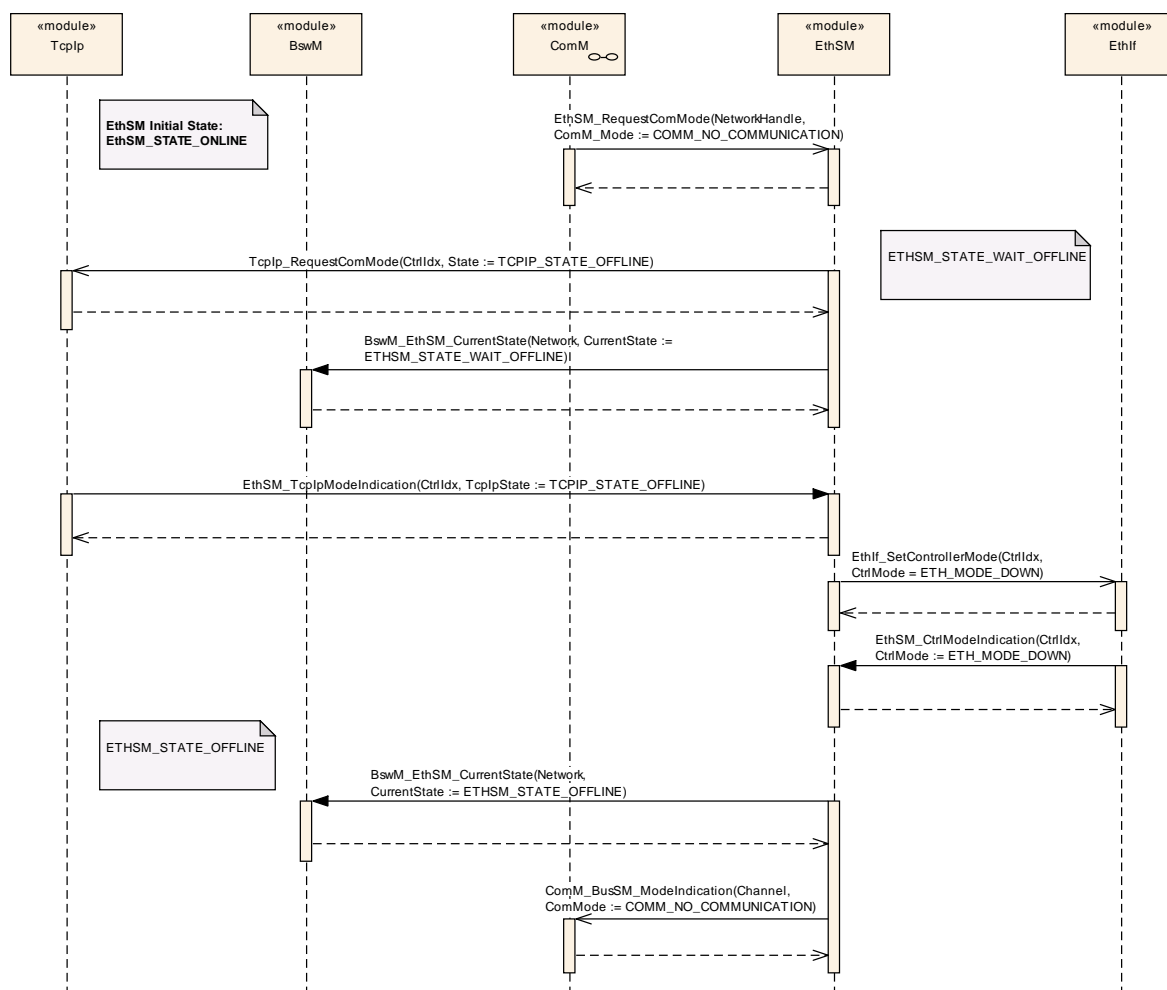 «module»
TcpIp
«module»
BswM
«module»
ComM
«module»
EthSM
«module»
EthIf
EthSM Initial State:
EthSM_STATE_ONLINE
EthSM_RequestComMode(NetworkHandle,
ComM_Mode := COMM_NO_COMMUNICATION)
ETHSM_STATE_WAIT_OFFLINE
TcpIp_RequestComMode(CtrlIdx, State := TCPIP_STATE_OFFLINE)
BswM_EthSM_CurrentState(Network, CurrentState :=
ETHSM_STATE_WAIT_OFFLINE)
EthSM_TcpIpModeIndication(CtrlIdx, TcpIpState := TCPIP_STATE_OFFLINE)
EthIf_SetControllerMode(CtrlIdx,
CtrlMode = ETH_MODE_DOWN)
EthSM_CtrlModeIndication(CtrlIdx,
CtrlMode := ETH_MODE_DOWN)
ETHSM_STATE_OFFLINE
BswM_EthSM_CurrentState(Network,
CurrentState := ETHSM_STATE_OFFLINE)
ComM_BusSM_ModeIndication(Channel,
ComMode := COMM_NO_COMMUNICATION)